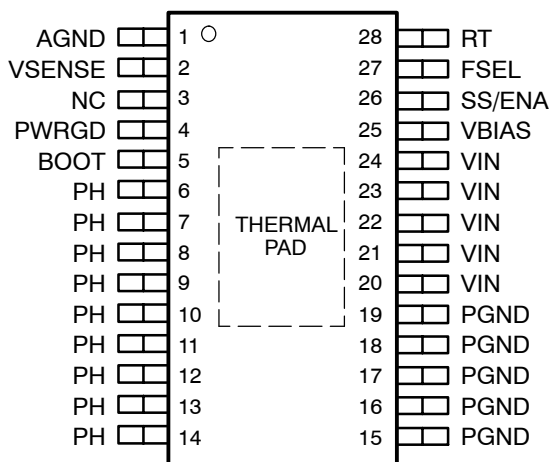 AGND 1 28 RT
VSENSE 2 27 FSEL
NC 3 26 SS/ENA
PWRGD 4 25 VBIAS
BOOT 5 24 VIN
PH 6 23 VIN
PH 7 22 VIN
PH 8 21 VIN
PH 9 20 VIN
PH 10 19 PGND
PH 11 18 PGND
PH 12 17 PGND
PH 13 16 PGND
PH 14 15 PGND
THERMAL
PAD